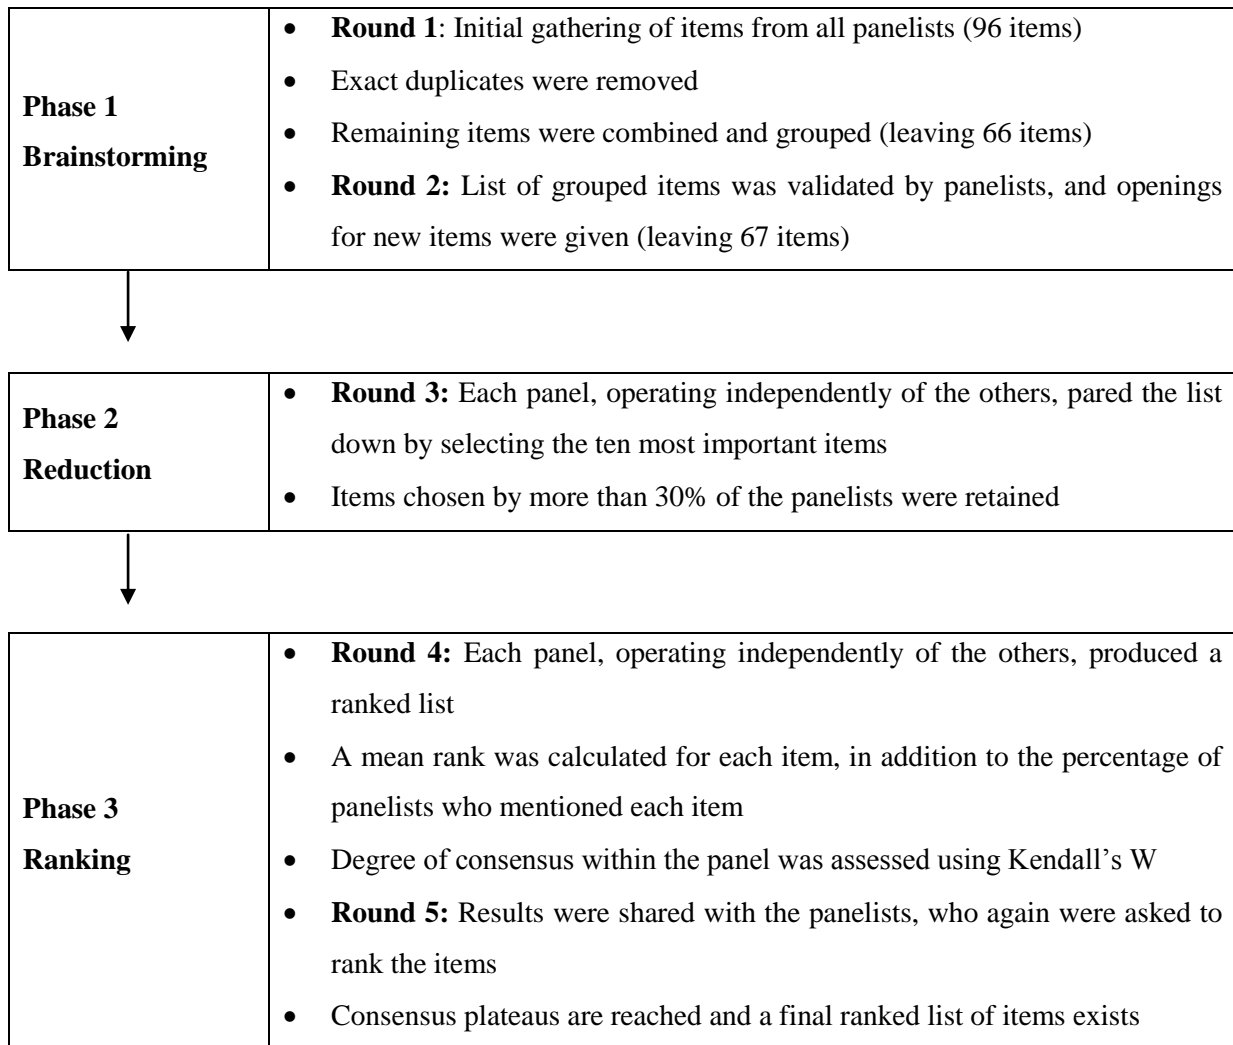 Phase 1
Brainstorming
• Round 1: Initial gathering of items from all panelists (96 items)
• Exact duplicates were removed
• Remaining items were combined and grouped (leaving 66 items)
• Round 2: List of grouped items was validated by panelists, and openings
for new items were given (leaving 67 items)
Phase 2
Reduction
• Round 3: Each panel, operating independently of the others, pared the list
down by selecting the ten most important items
• Items chosen by more than 30% of the panelists were retained
Phase 3
Ranking
• Round 4: Each panel, operating independently of the others, produced a
ranked list
• A mean rank was calculated for each item, in addition to the percentage of
panelists who mentioned each item
• Degree of consensus within the panel was assessed using Kendall’s W
• Round 5: Results were shared with the panelists, who again were asked to
rank the items
• Consensus plateaus are reached and a final ranked list of items exists